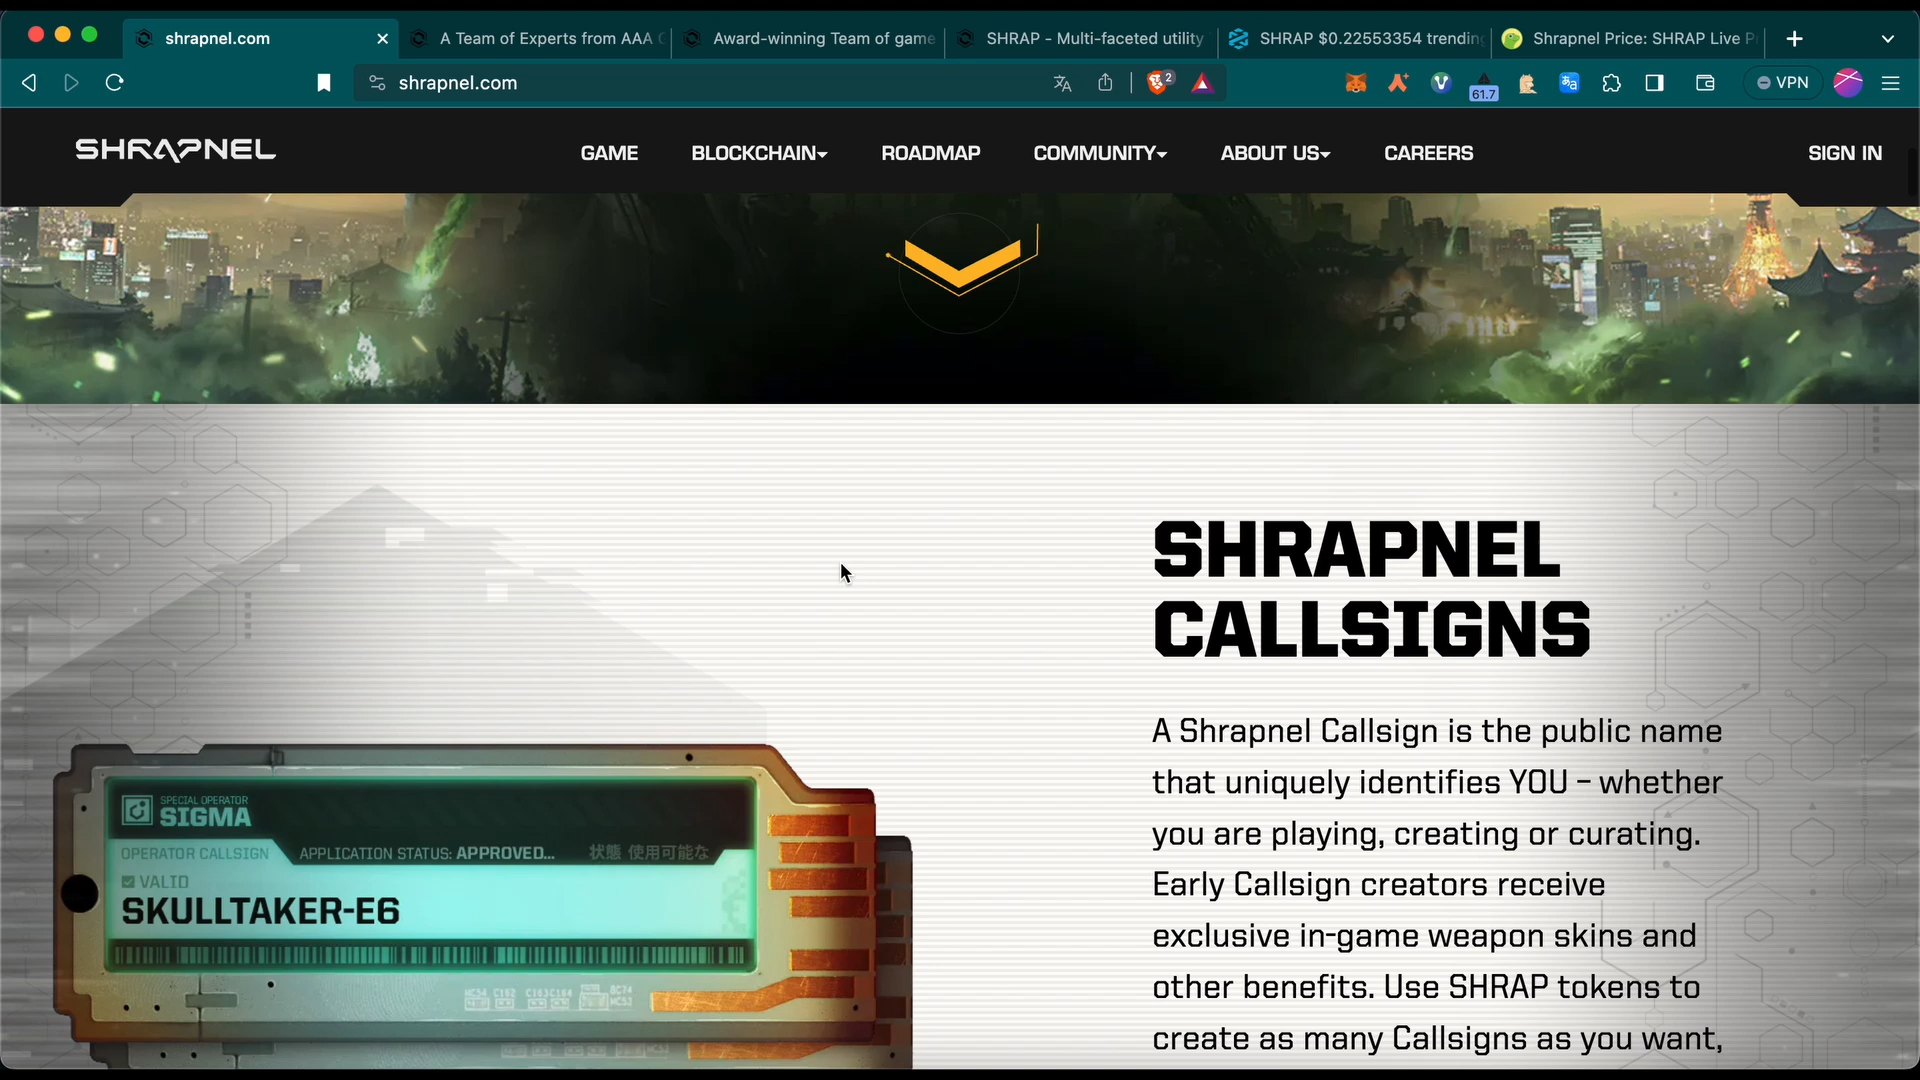 shrapnel.com
A Team of Experts from AAA G
Award-winning Team of game
SHRAP - Multi-faceted utility
SHRAP $0.22553354 trending
Shrapnel Price: SHRAP Live P
shrapnel.com
2
61.7
VPN
SHRAPNEL
GAME
BLOCKCHAIN
ROADMAP
COMMUNITY
ABOUT US
CAREERS
SIGN IN
SHRAPNEL
CALLSIGNS
A Shrapnel Callsign is the public name
that uniquely identifies YOU – whether
you are playing, creating or curating.
Early Callsign creators receive
exclusive in-game weapon skins and
other benefits. Use SHRAP tokens to
create as many Callsigns as you want,
SPECIAL OPERATOR
SIGMA
OPERATOR CALLSIGN
APPLICATION STATUS: APPROVED...
状態 使用可能な
VALID
SKULLTAKER-E6